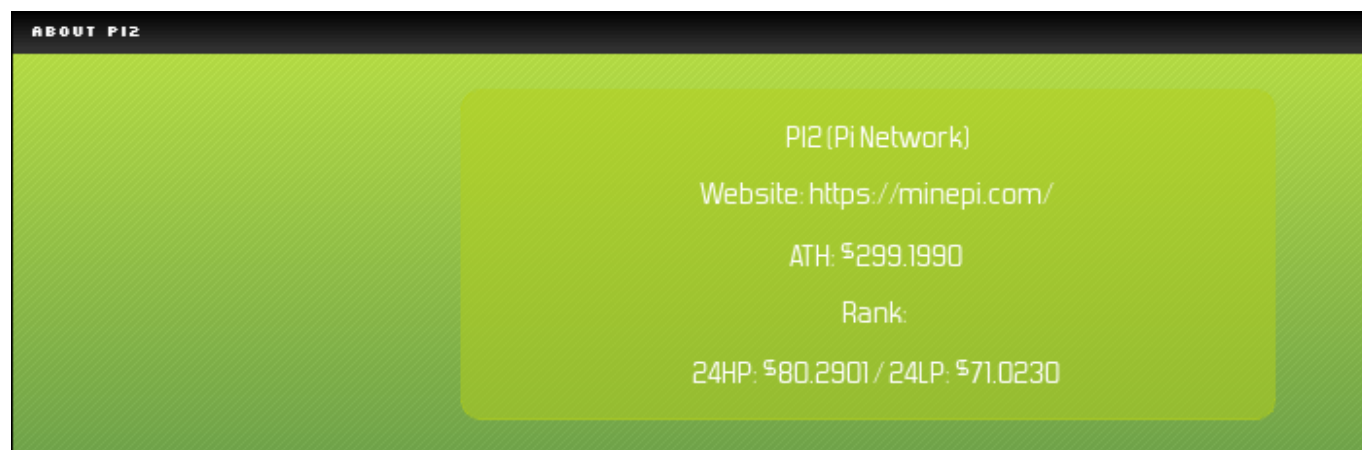 ABOUT PI2
PI2 (Pi Network)
Website: https://minepi.com/
ATH: $299.1990
Rank:
24HP: $80.2901 / 24LP: $71.0230